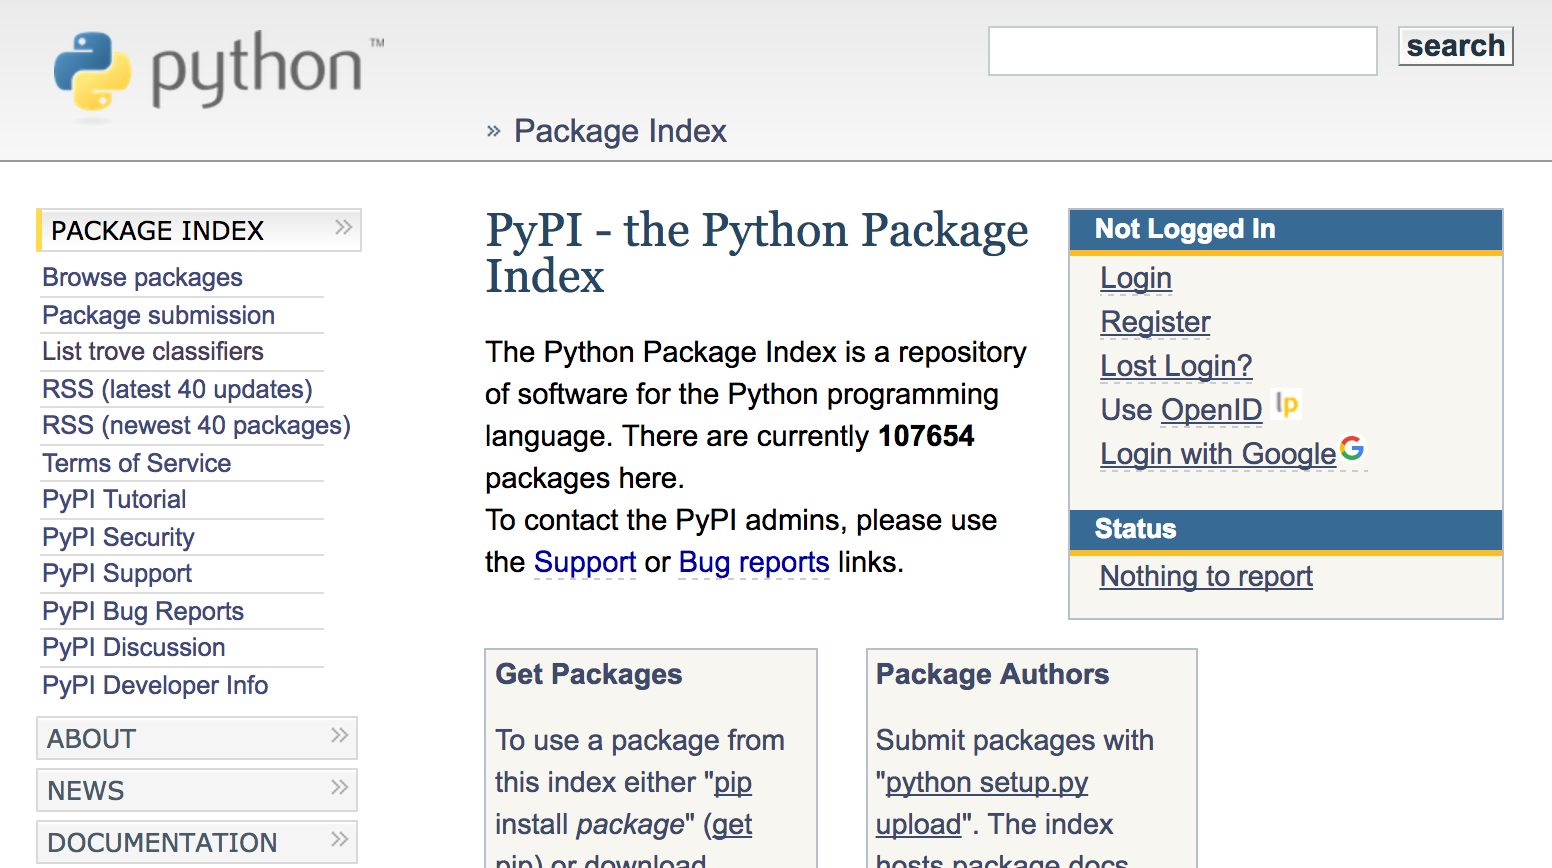 python™
search
» Package Index
PACKAGE INDEX »
Browse packages
Package submission
List trove classifiers
RSS (latest 40 updates)
RSS (newest 40 packages)
Terms of Service
PyPI Tutorial
PyPI Security
PyPI Support
PyPI Bug Reports
PyPI Discussion
PyPI Developer Info
ABOUT »
NEWS »
DOCUMENTATION »
PyPI - the Python Package
Index
The Python Package Index is a repository
of software for the Python programming
language. There are currently 107654
packages here.
To contact the PyPI admins, please use
the Support or Bug reports links.
Not Logged In
Login
Register
Lost Login?
Use OpenID lp
Login with Google G
Status
Nothing to report
Get Packages
To use a package from
this index either "pip
install package" (get
pip) or download
Package Authors
Submit packages with
"python setup.py
upload". The index
hosts package docs